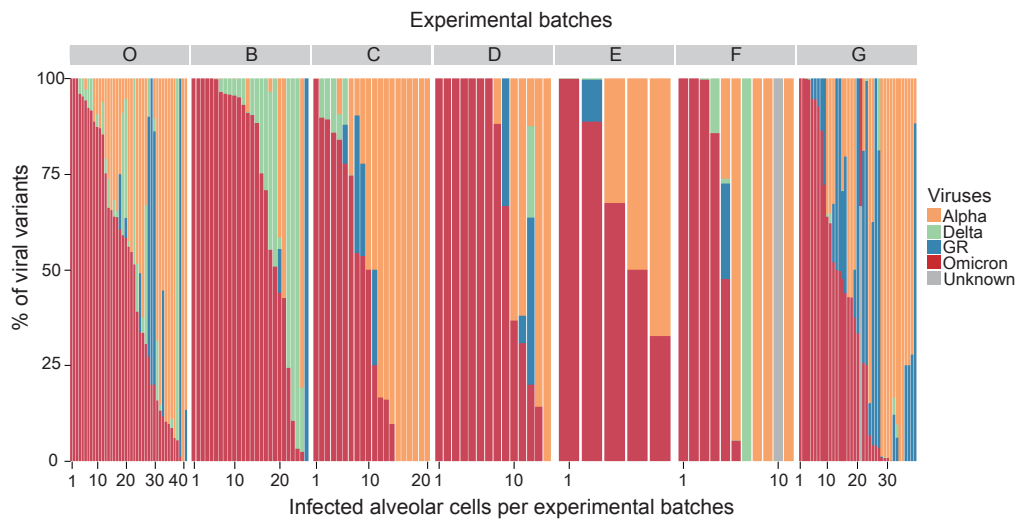 Experimental batches
O B C D E F G
% of viral variants
100
75
50
25
0
1 10 20 30 40 1 10 20 1 10 20 1 10 1 1 10 1 10 20 30
Infected alveolar cells per experimental batches
Viruses
Alpha
Delta
GR
Omicron
Unknown